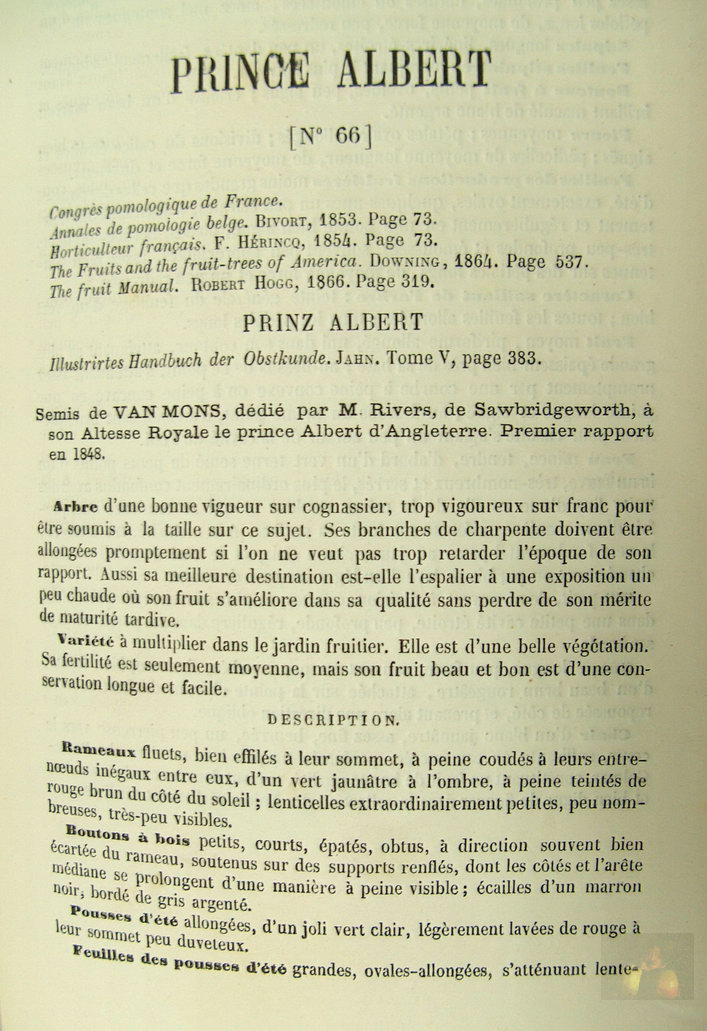 PRINCE ALBERT
[N° 66]
Congrès pomologique de France.
Annales de pomologie belge. BIVORT, 1853. Page 73.
Horticulteur français. F. HÉRINCQ, 1854. Page 73.
The Fruits and the fruit-trees of America. DOWNING, 1864. Page 537.
The fruit Manual. ROBERT HOGG, 1866. Page 319.
PRINZ ALBERT
Illustrirtes Handbuch der Obstkunde. JAHN. Tome V, page 383.
Semis de VAN MONS, dédié par M. Rivers, de Sawbridgeworth, à
son Altesse Royale le prince Albert d'Angleterre. Premier rapport
en 1848.
Arbre d'une bonne vigueur sur cognassier, trop vigoureux sur franc pour
être soumis à la taille sur ce sujet. Ses branches de charpente doivent être
allongées promptement si l'on ne veut pas trop retarder l'époque de son
rapport. Aussi sa meilleure destination est-elle l'espalier à une exposition un
peu chaude où son fruit s'améliore dans sa qualité sans perdre de son mérite
de maturité tardive.
Variété à multiplier dans le jardin fruitier. Elle est d'une belle végétation.
Sa fertilité est seulement moyenne, mais son fruit beau et bon est d'une con-
servation longue et facile.
DESCRIPTION.
Rameaux fluets, bien effilés à leur sommet, à peine coudés à leurs entre-
nœuds inégaux entre eux, d'un vert jaunâtre à l'ombre, à peine teintés de
rouge brun du côté du soleil ; lenticelles extraordinairement petites, peu nom-
breuses, très-peu visibles.
Boutons à bois petits, courts, épatés, obtus, à direction souvent bien
écartée du rameau, soutenus sur des supports renflés, dont les côtés et l'arête
médiane se prolongent d'une manière à peine visible ; écailles d'un marron
noir, bordé de gris argenté.
Pousses d'été allongées, d'un joli vert clair, légèrement lavées de rouge à
leur sommet peu duveteux.
Feuilles des pousses d'été grandes, ovales-allongées, s'atténuant lente-